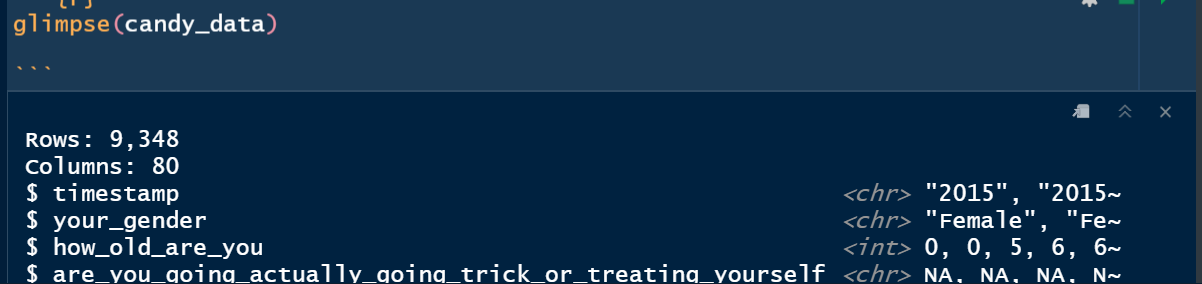 {r}
glimpse(candy_data)
```
Rows: 9,348
Columns: 80
$ timestamp <chr> "2015", "2015~
$ your_gender <chr> "Female", "Fe~
$ how_old_are_you <int> 0, 0, 5, 6, 6~
$ are_you_going_actually_going_trick_or_treating_yourself <chr> NA, NA, NA, N~